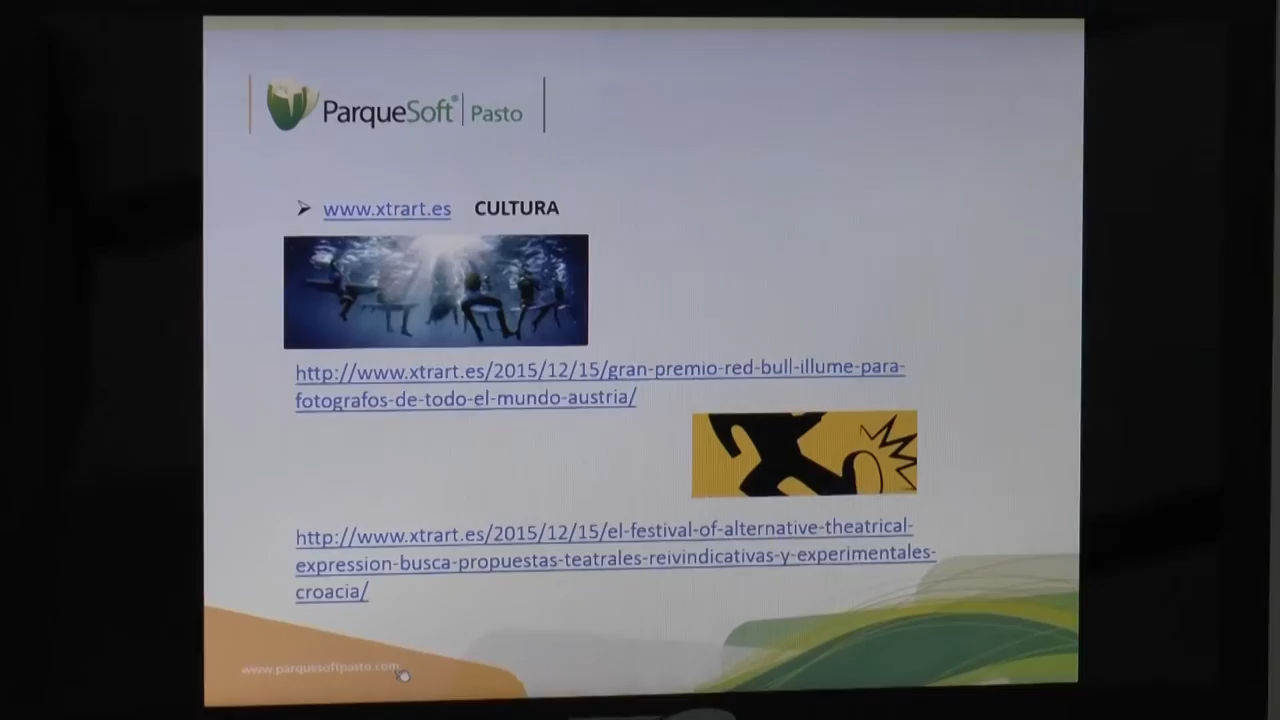 ParqueSoft® Pasto
➢ www.xtrart.es CULTURA
http://www.xtrart.es/2015/12/15/gran-premio-red-bull-illume-para-
fotografos-de-todo-el-mundo-austria/
http://www.xtrart.es/2015/12/15/el-festival-of-alternative-theatrical-
expression-busca-propuestas-teatrales-reivindicativas-y-experimentales-
croacia/
www.parquesoftpasto.com